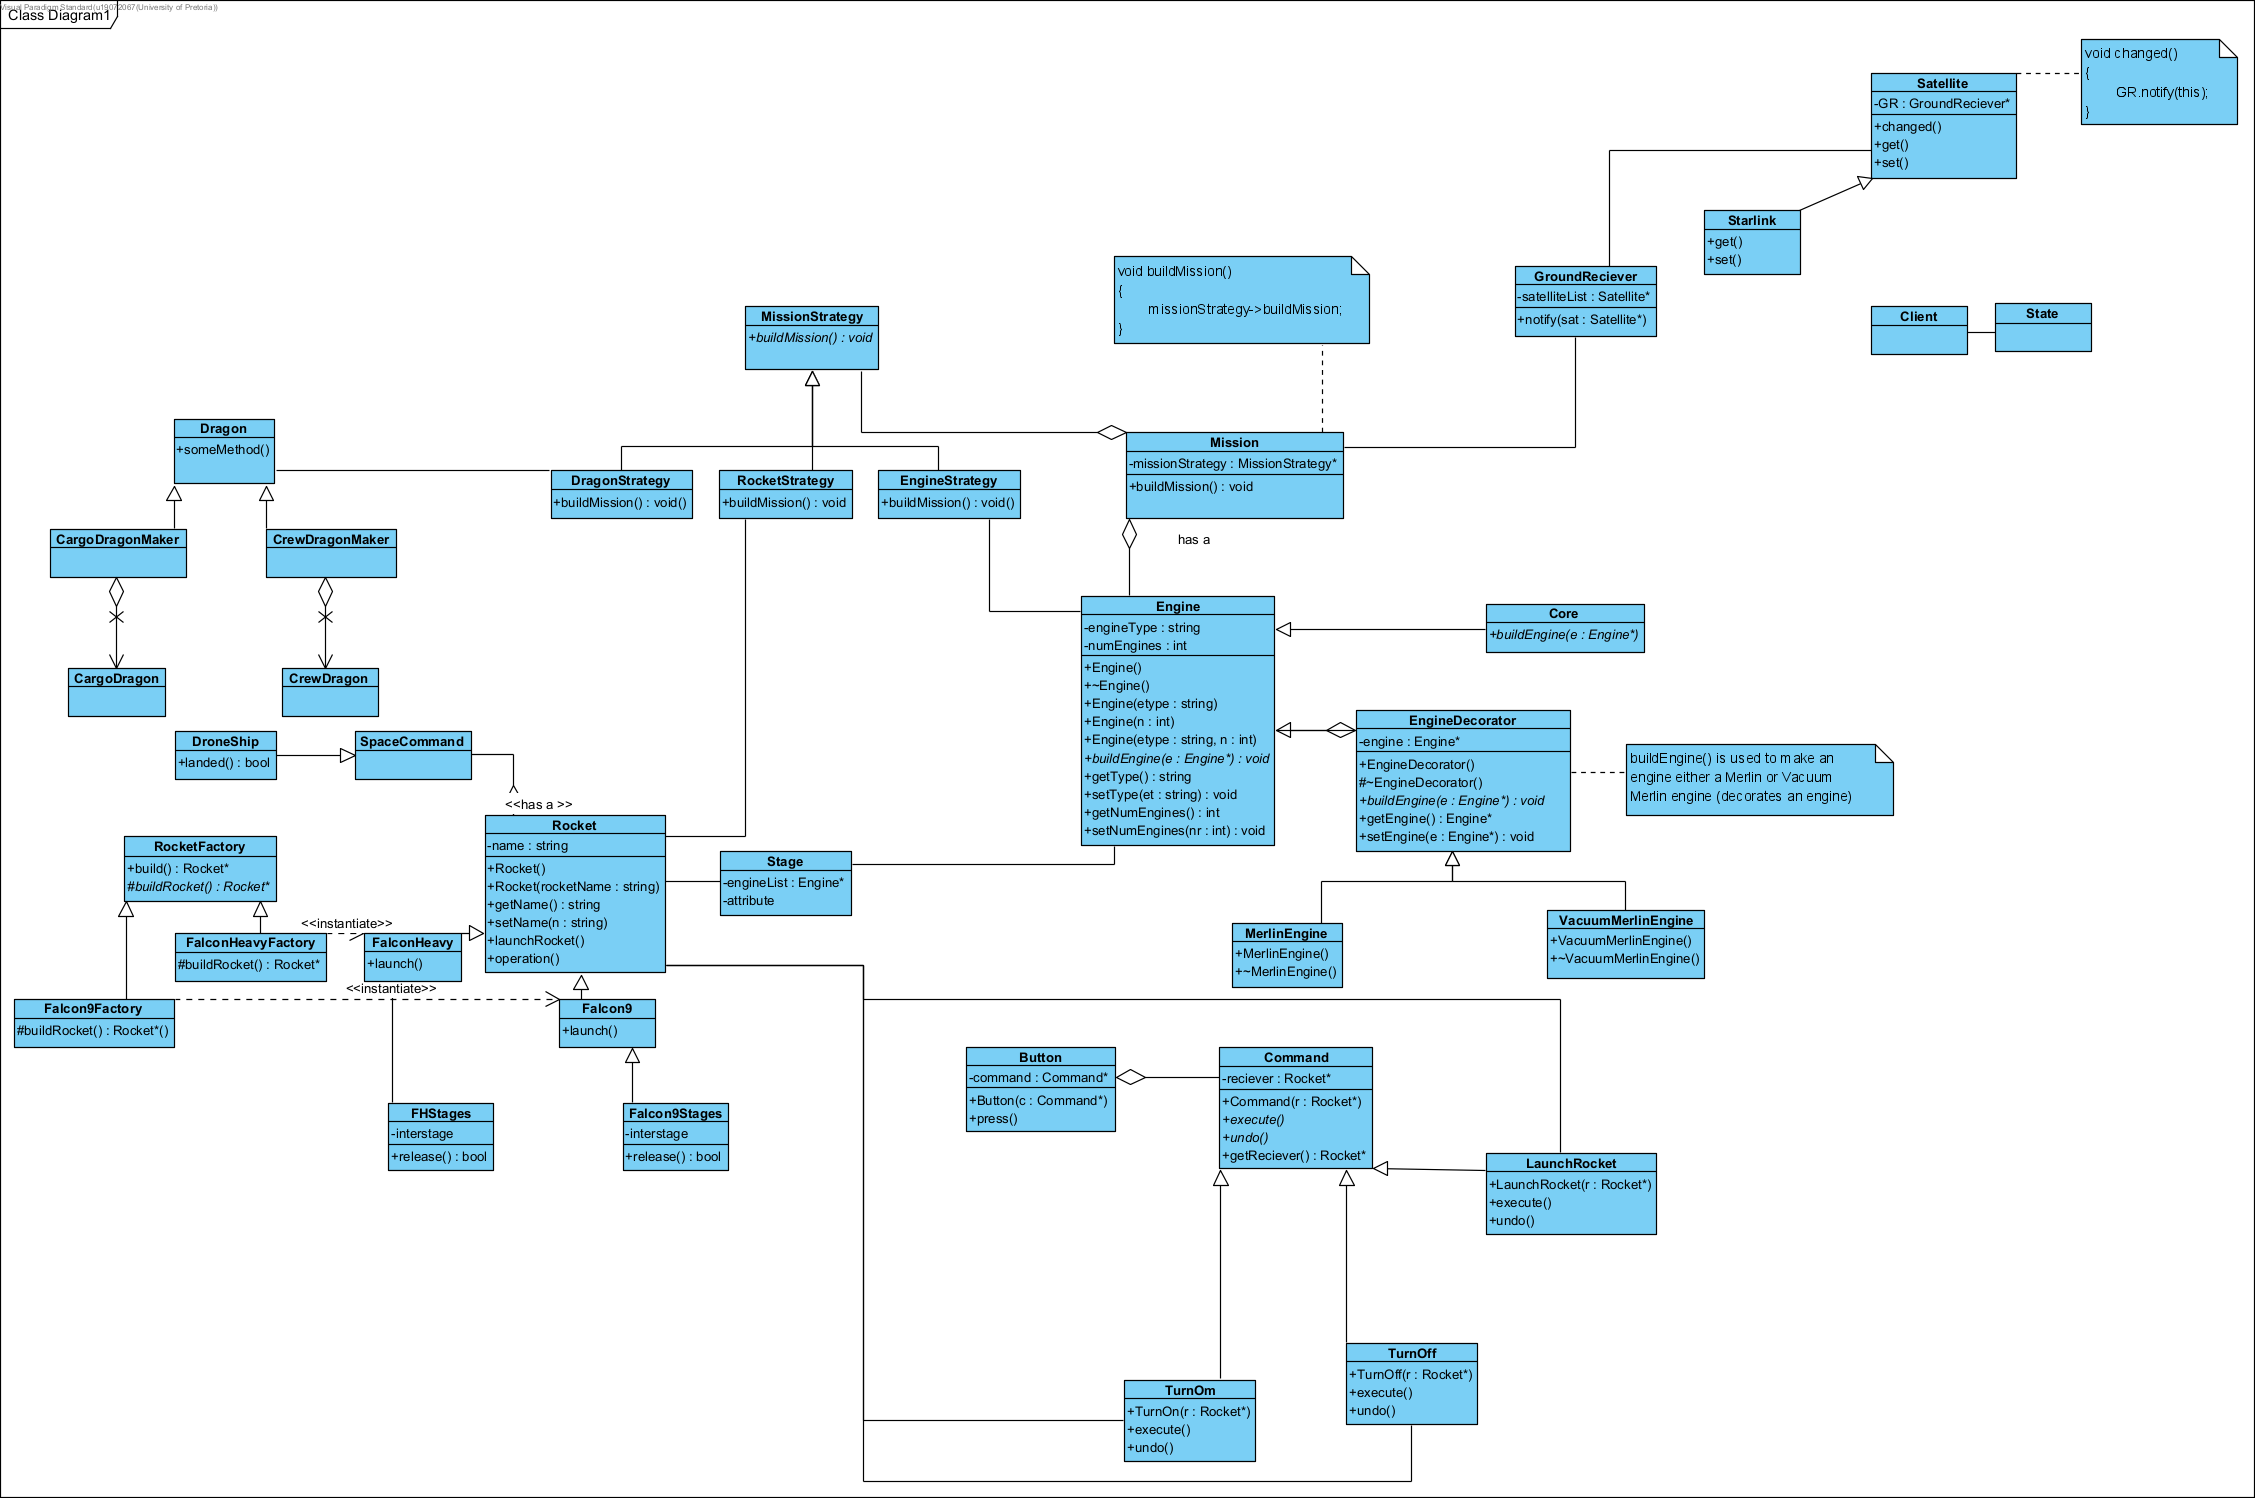 Visual Paradigm Standard(u19072067(University of Pretoria))
Class Diagram1
void changed()
{
GR.notify(this);
}
Satellite
-GR : GroundReciever*
+changed()
+get()
+set()
Starlink
+get()
+set()
void buildMission()
{
missionStrategy->buildMission;
}
GroundReciever
-satelliteList : Satellite*
+notify(sat : Satellite*)
Client
State
MissionStrategy
+buildMission() : void
Dragon
+someMethod()
Mission
-missionStrategy : MissionStrategy*
+buildMission() : void
DragonStrategy
+buildMission() : void()
RocketStrategy
+buildMission() : void
EngineStrategy
+buildMission() : void()
has a
CargoDragonMaker
CrewDragonMaker
CargoDragon
CrewDragon
Engine
-engineType : string
-numEngines : int
+Engine()
+~Engine()
+Engine(etype : string)
+Engine(n : int)
+Engine(etype : string, n : int)
+buildEngine(e : Engine*) : void
+getType() : string
+setType(et : string) : void
+getNumEngines() : int
+setNumEngines(nr : int) : void
Core
+buildEngine(e : Engine*)
EngineDecorator
-engine : Engine*
+EngineDecorator()
#~EngineDecorator()
+buildEngine(e : Engine*) : void
+getEngine() : Engine*
+setEngine(e : Engine*) : void
buildEngine() is used to make an
engine either a Merlin or Vacuum
Merlin engine (decorates an engine)
DroneShip
+landed() : bool
SpaceCommand
<<has a >>
Rocket
-name : string
+Rocket()
+Rocket(rocketName : string)
+getName() : string
+setName(n : string)
+launchRocket()
+operation()
RocketFactory
+build() : Rocket*
#buildRocket() : Rocket*
Stage
-engineList : Engine*
-attribute
<<instantiate>>
FalconHeavyFactory
#buildRocket() : Rocket*
FalconHeavy
+launch()
MerlinEngine
+MerlinEngine()
+~MerlinEngine()
VacuumMerlinEngine
+VacuumMerlinEngine()
+~VacuumMerlinEngine()
<<instantiate>>
Falcon9Factory
#buildRocket() : Rocket*()
Falcon9
+launch()
FHStages
-interstage
+release() : bool
Falcon9Stages
-interstage
+release() : bool
Button
-command : Command*
+Button(c : Command*)
+press()
Command
-reciever : Rocket*
+Command(r : Rocket*)
+execute()
+undo()
+getReciever() : Rocket*
LaunchRocket
+LaunchRocket(r : Rocket*)
+execute()
+undo()
TurnOff
+TurnOff(r : Rocket*)
+execute()
+undo()
TurnOm
+TurnOn(r : Rocket*)
+execute()
+undo()